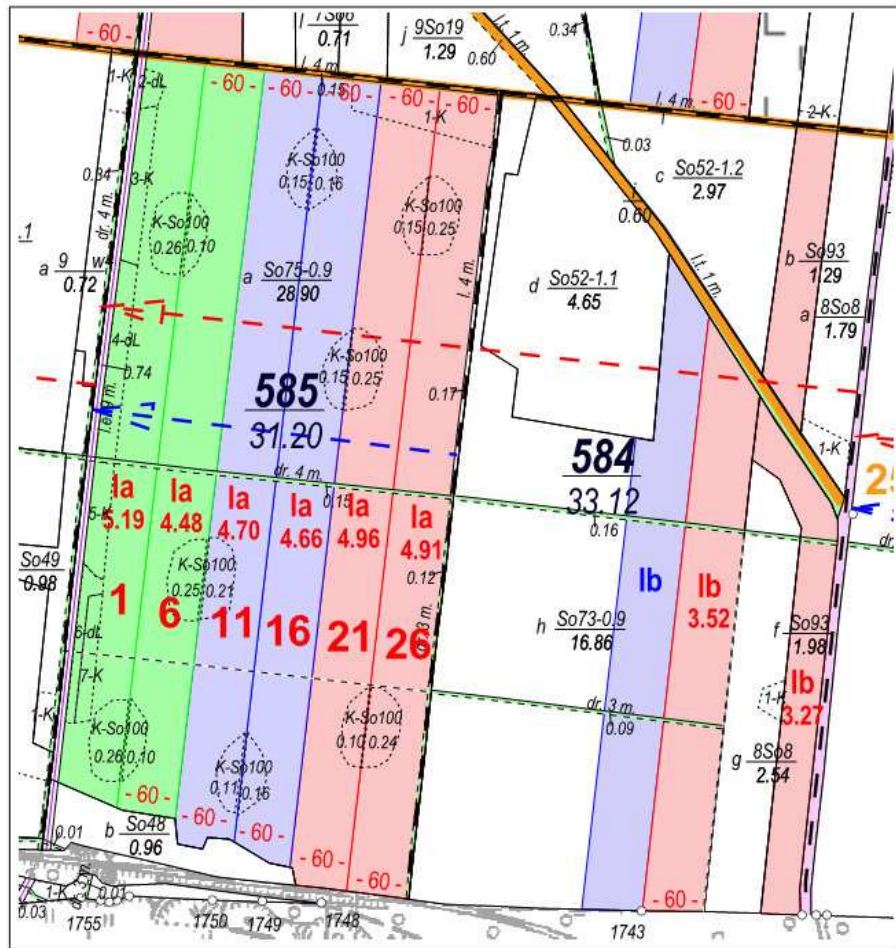 - 60 -
l 7So6
0.71
j 9So19
1.29
l.t. 1m.
0.60
0.34
l. 4 m.
0.15
1-K
2-dL
- 60 -
- 60 -
- 60 -
- 60 -
- 60 -
1-K
l. 4 m.
- 60 -
2-K
0.03
K-So100
0.15 0.16
c So52-1.2
2.97
0.84
3-K
dr. 4 m.
K-So100
0.26 0.10
K-So100
0.15 0.25
i
0.60
.1
a 9 w
0.72
a So75-0.9
28.90
l. 4 m.
d So52-1.1
4.65
l.t. 1m.
b So93
1.29
a 8So8
1.79
4-dL
0.74
K-So100
0.15 0.25
585
31.20
0.17
dr. 4 m.
0.15
584
33.12
1-K
25
Ia
5.19
Ia
4.48
Ia
4.70
Ia
4.66
Ia
4.96
Ia
4.91
5-K
0.16
dr.
So49
0.98
K-So100
0.25 0.21
0.12
Ib
Ib
3.52
1
6
11
16
21
26
3 m.
h So73-0.9
16.86
f So93
1.98
6-dL
7-K
Ib
3.27
1-K
1-K
K-So100
0.26 0.10
K-So100
0.10 0.24
dr. 3 m.
0.09
g 8So8
2.54
K-So100
0.11 0.16
- 60 -
- 60 -
- 60 -
- 60 -
- 60 -
- 60 -
0.01
b So48
0.96
1-K
0.01
0.03
1755
1750
1749
1748
1743